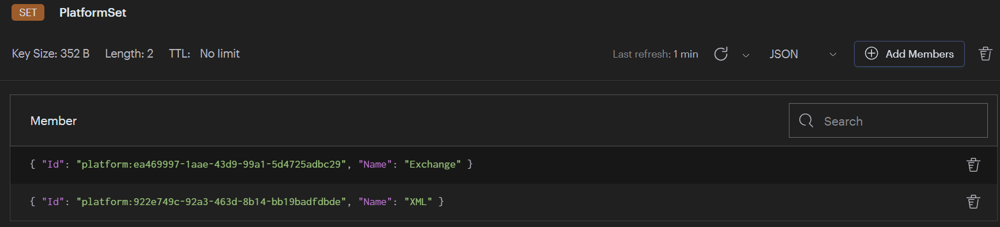 SET PlatformSet
Key Size: 352 B Length: 2 TTL: No limit Last refresh: 1 min JSON Add Members
Member Search
{ "Id": "platform:ea469997-1aae-43d9-99a1-5d4725adbc29", "Name": "Exchange" }
{ "Id": "platform:922e749c-92a3-463d-8b14-bb19badfdbde", "Name": "XML" }